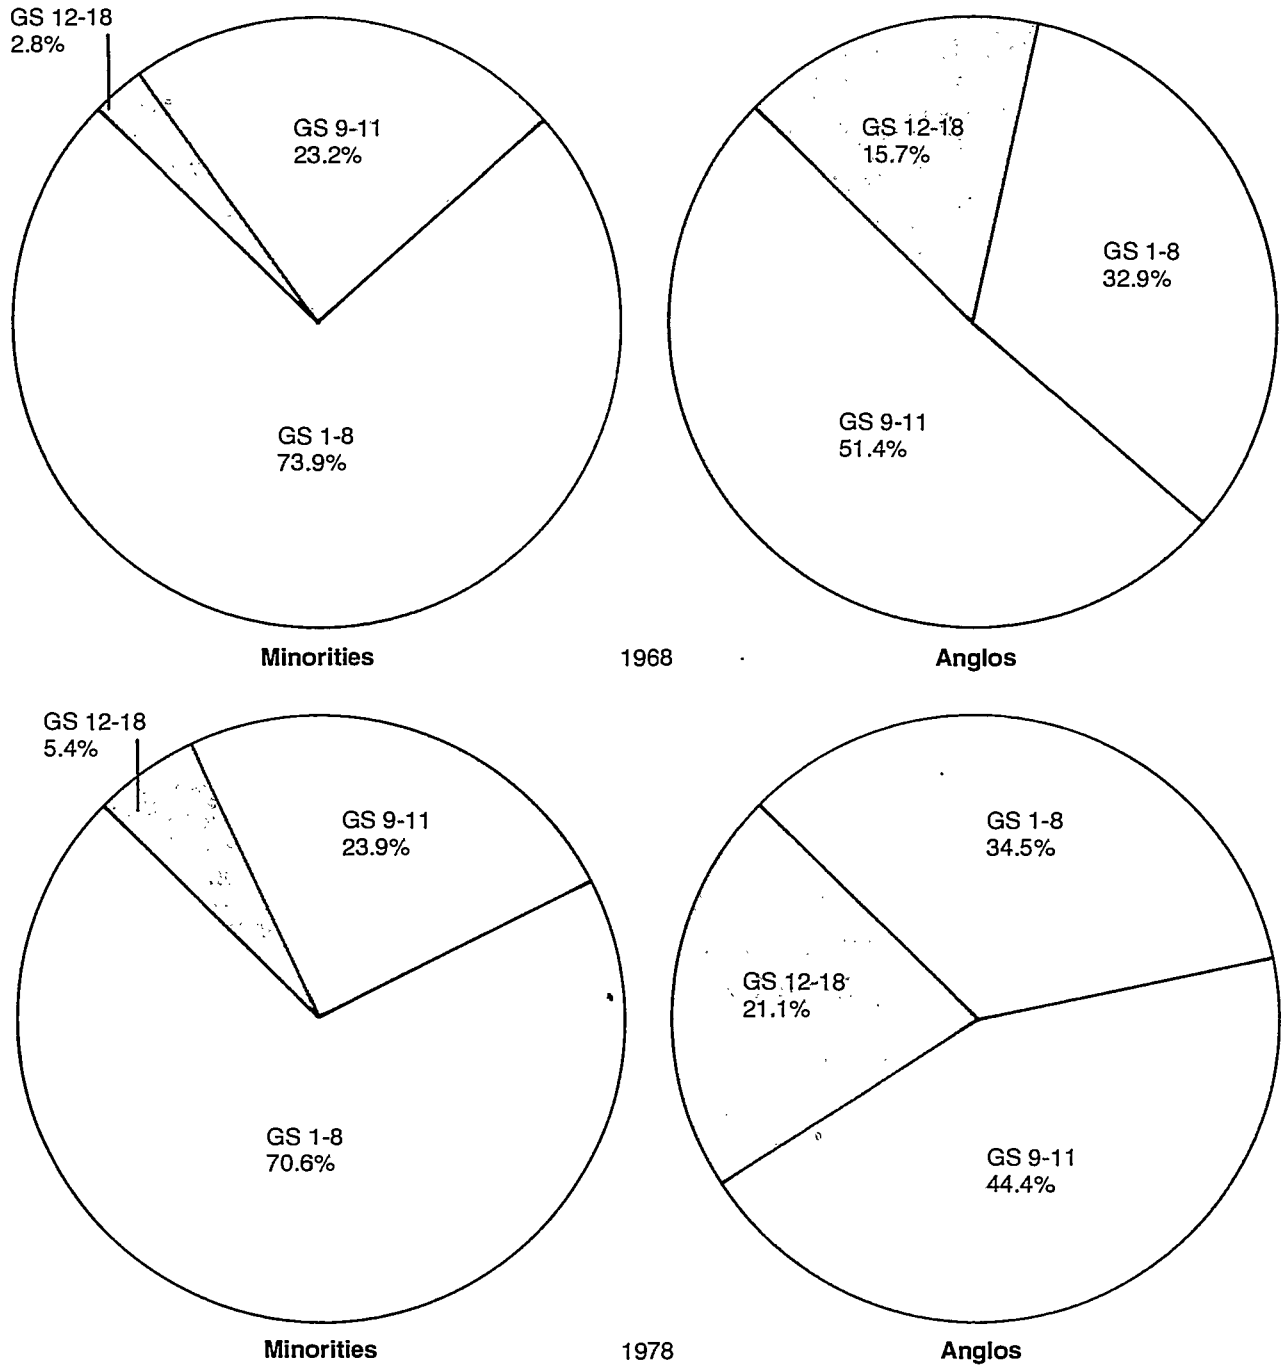 GS 12-18
2.8%
GS 9-11
23.2%
GS 1-8
73.9%
GS 12-18
15.7%
GS 1-8
32.9%
GS 9-11
51.4%
Minorities
1968
Anglos
GS 12-18
5.4%
GS 9-11
23.9%
GS 1-8
70.6%
GS 1-8
34.5%
GS 12-18
21.1%
GS 9-11
44.4%
Minorities
1978
Anglos